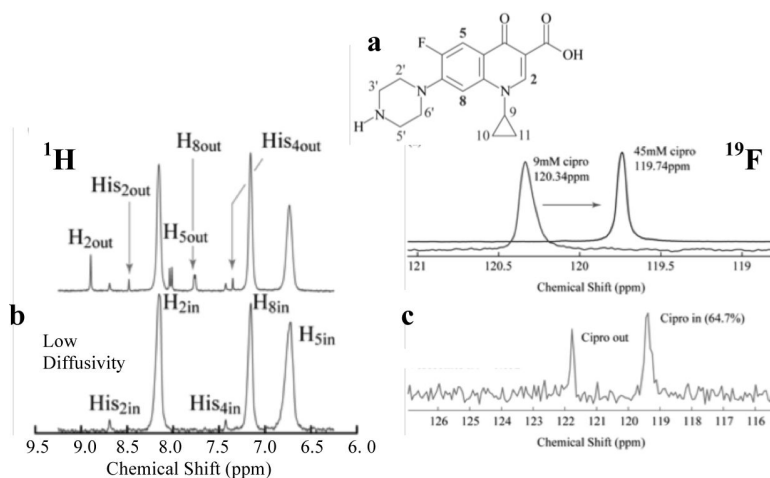 a
O
O
F
5
OH
2'
3'
N
2
8
N
H-N
6'
9
5'
10
11
¹H
¹⁹F
H8out
His4out
His2out
H2out
H5out
9mM cipro
120.34ppm
45mM cipro
119.74ppm
121
120.5
120
119.5
119
Chemical Shift (ppm)
b
Low
Diffusivity
H2in
H8in
H5in
His2in
His4in
9.5
9.0
8.5
8.0
7.5
7.0
6.5
6.0
Chemical Shift (ppm)
c
Cipro out
Cipro in (64.7%)
126
125
124
123
122
121
120
119
118
117
116
Chemical Shift (ppm)